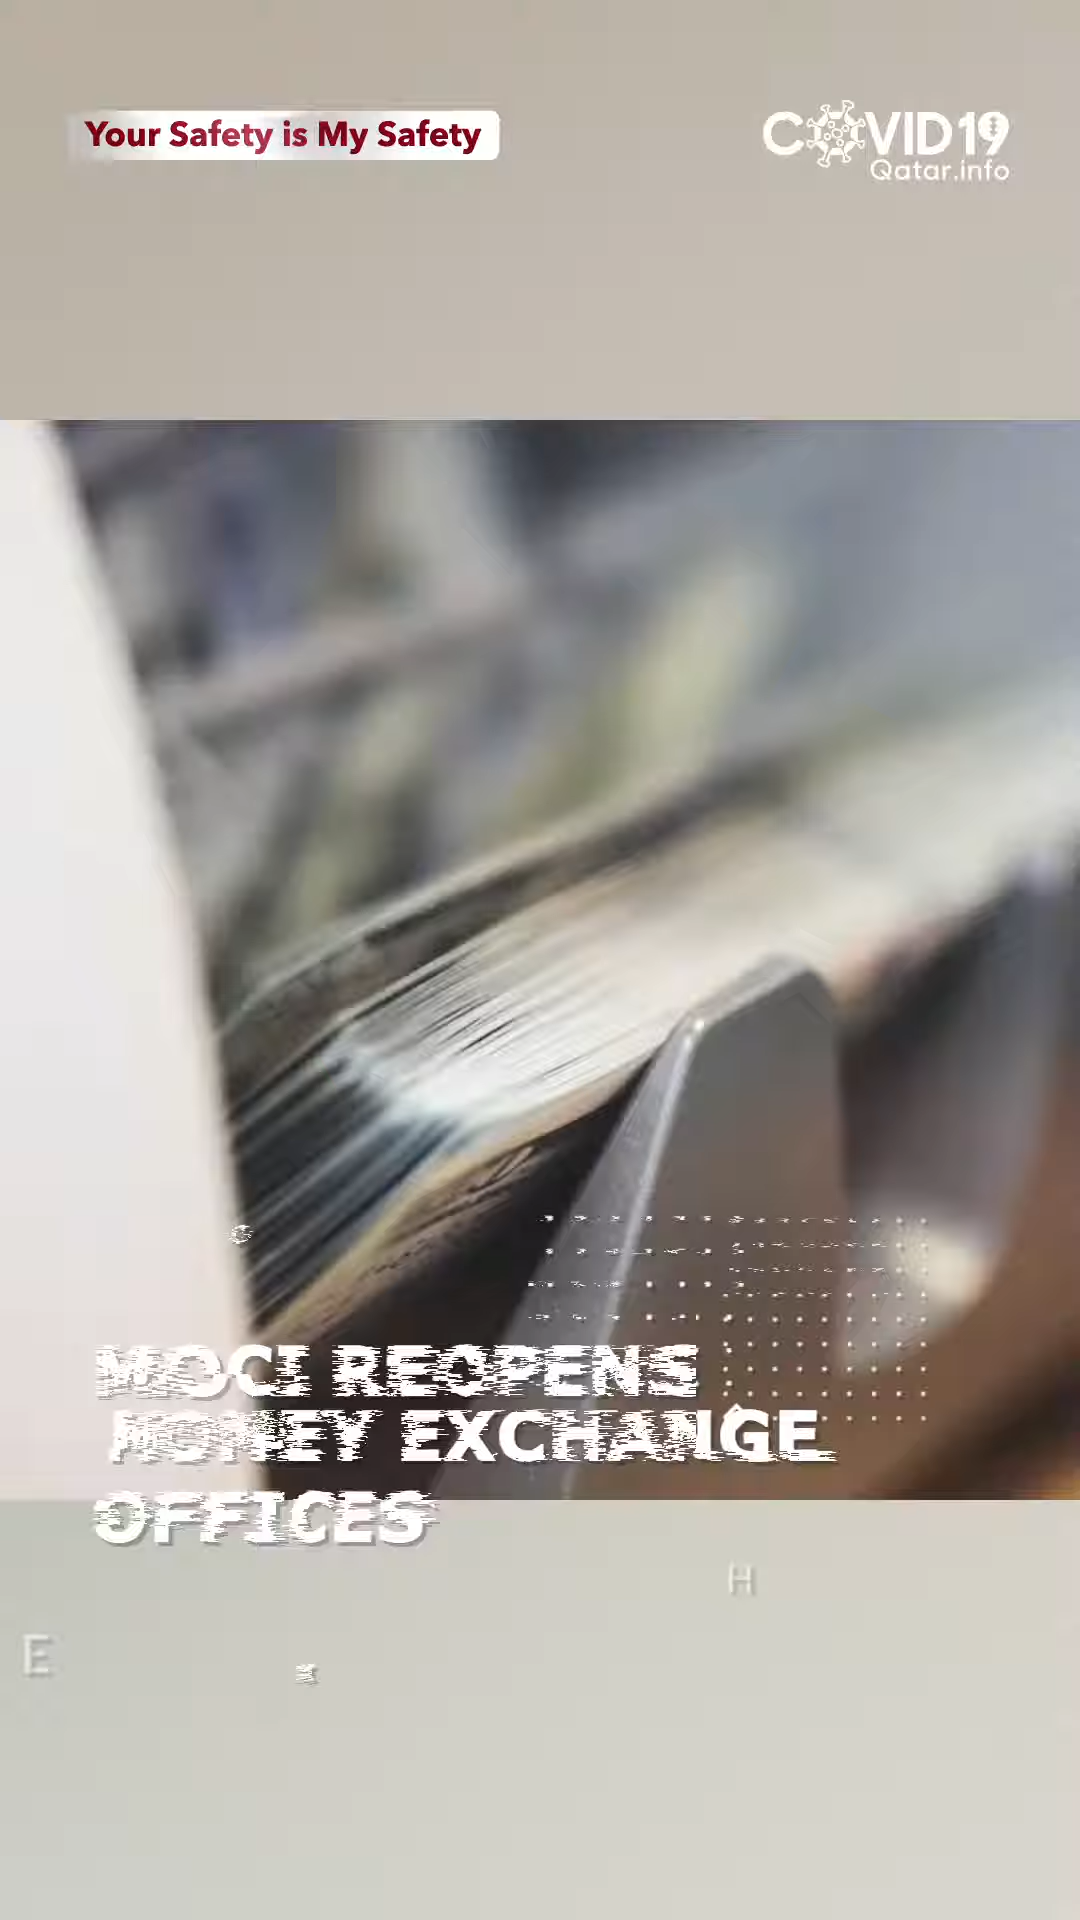 Your Safety is My Safety
COVID19
Qatar.info
MOCI REOPENS
MONEY EXCHANGE
OFFICES
H
E